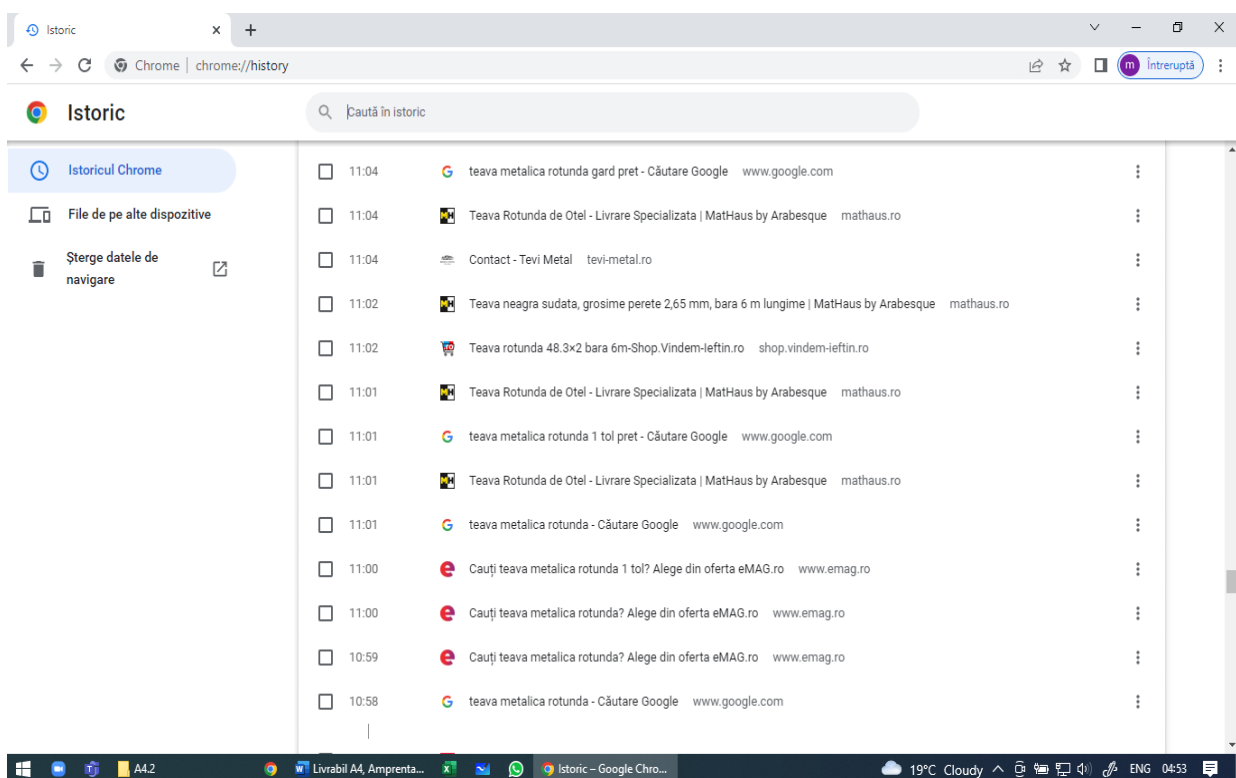 Istoric
Chrome | chrome://history
m Întreruptă
Istoric
Caută în istoric
Istoricul Chrome
File de pe alte dispozitive
Șterge datele de
navigare
11:04 teava metalica rotunda gard pret - Căutare Google www.google.com
11:04 Teava Rotunda de Otel - Livrare Specializata | MatHaus by Arabesque mathaus.ro
11:04 Contact - Tevi Metal tevi-metal.ro
11:02 Teava neagra sudata, grosime perete 2,65 mm, bara 6 m lungime | MatHaus by Arabesque mathaus.ro
11:02 Teava rotunda 48.3×2 bara 6m-Shop.Vindem-Ieftin.ro shop.vindem-ieftin.ro
11:01 Teava Rotunda de Otel - Livrare Specializata | MatHaus by Arabesque mathaus.ro
11:01 teava metalica rotunda 1 tol pret - Căutare Google www.google.com
11:01 Teava Rotunda de Otel - Livrare Specializata | MatHaus by Arabesque mathaus.ro
11:01 teava metalica rotunda - Căutare Google www.google.com
11:00 Cauți teava metalica rotunda 1 tol? Alege din oferta eMAG.ro www.emag.ro
11:00 Cauți teava metalica rotunda? Alege din oferta eMAG.ro www.emag.ro
10:59 Cauți teava metalica rotunda? Alege din oferta eMAG.ro www.emag.ro
10:58 teava metalica rotunda - Căutare Google www.google.com
A4.2 Livrabil A4, Amprenta... Istoric – Google Chro... 19°C Cloudy ENG 04:53